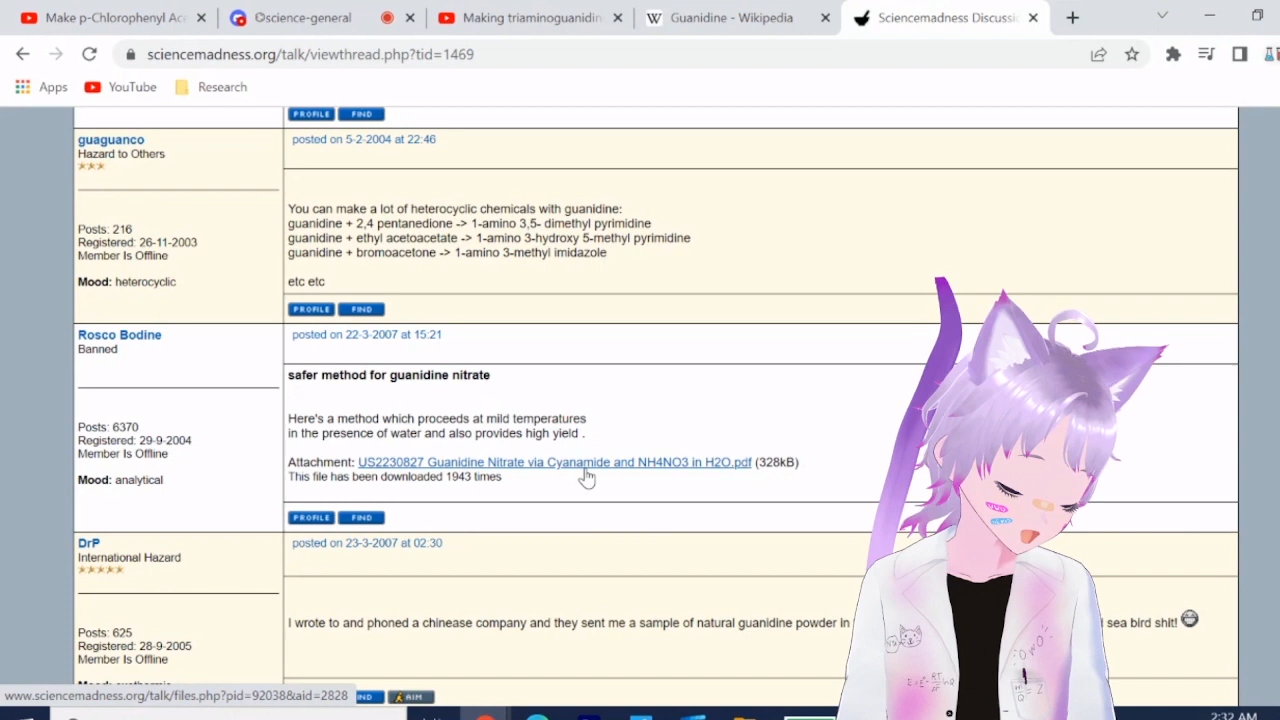 Make p-Chlorophenyl Ace
science-general
Making triaminoguanidin
Guanidine - Wikipedia
Sciencemadness Discussi
sciencemadness.org/talk/viewthread.php?tid=1469
Apps
YouTube
Research
PROFILE FIND
guaguanco
Hazard to Others
posted on 5-2-2004 at 22:46
Posts: 216
Registered: 26-11-2003
Member Is Offline
Mood: heterocyclic
You can make a lot of heterocyclic chemicals with guanidine:
guanidine + 2,4 pentanedione -> 1-amino 3,5- dimethyl pyrimidine
guanidine + ethyl acetoacetate -> 1-amino 3-hydroxy 5-methyl pyrimidine
guanidine + bromoacetone -> 1-amino 3-methyl imidazole
etc etc
PROFILE FIND
Rosco Bodine
Banned
posted on 22-3-2007 at 15:21
Posts: 6370
Registered: 29-9-2004
Member Is Offline
Mood: analytical
safer method for guanidine nitrate
Here's a method which proceeds at mild temperatures
in the presence of water and also provides high yield .
Attachment: US2230827 Guanidine Nitrate via Cyanamide and NH4NO3 in H2O.pdf (328kB)
This file has been downloaded 1943 times
PROFILE FIND
DrP
International Hazard
posted on 23-3-2007 at 02:30
Posts: 625
Registered: 28-9-2005
Member Is Offline
I wrote to and phoned a chinease company and they sent me a sample of natural guanidine powder in
sea bird shit!
www.sciencemadness.org/talk/files.php?pid=92038&aid=2828
AIM
2:32 AM